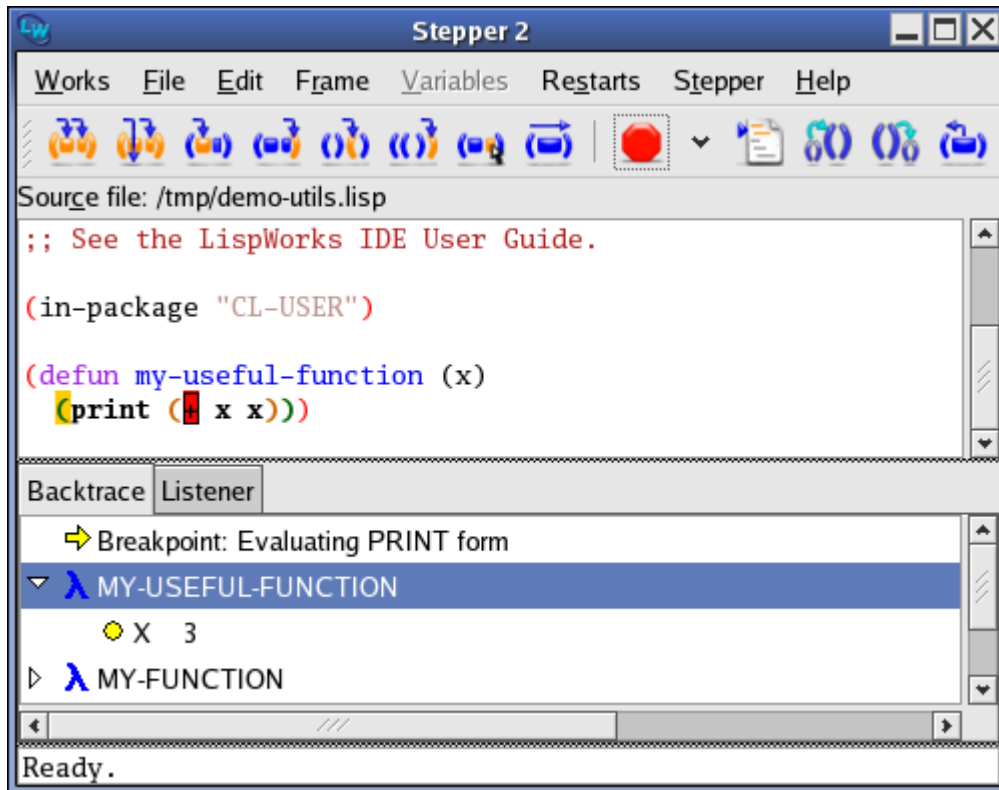 LW Stepper 2
Works File Edit Frame Variables Restarts Stepper Help
Source file: /tmp/demo-utils.lisp
;; See the LispWorks IDE User Guide.
(in-package "CL-USER")
(defun my-useful-function (x)
(print (+ x x)))
Backtrace Listener
Breakpoint: Evaluating PRINT form
λ MY-USEFUL-FUNCTION
X 3
λ MY-FUNCTION
Ready.